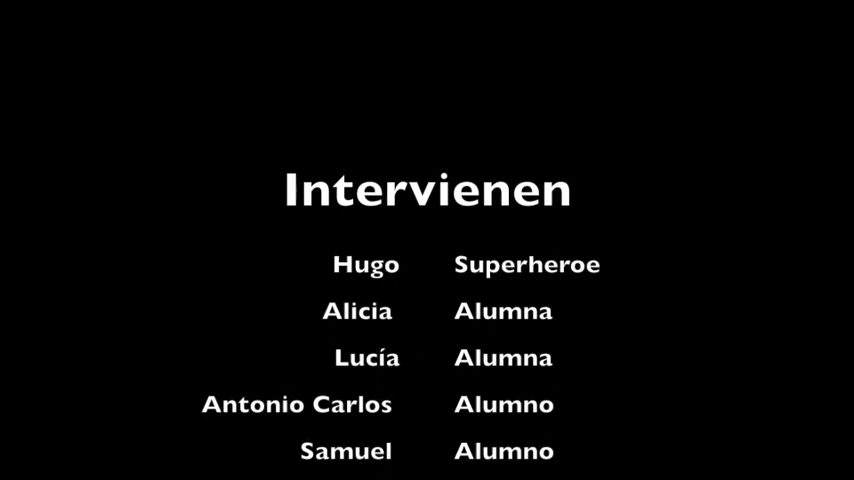 Intervienen
Hugo Superheroe
Alicia Alumna
Lucía Alumna
Antonio Carlos Alumno
Samuel Alumno